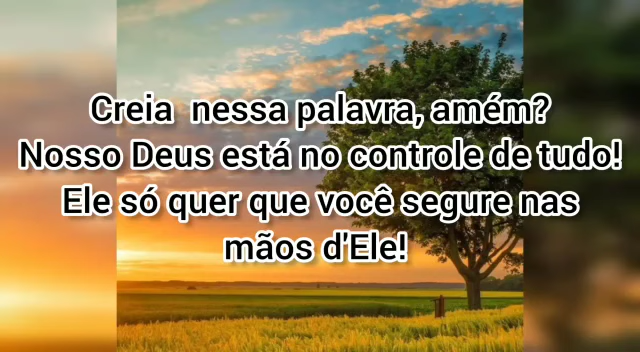 Creia nessa palavra, amém?
Nosso Deus está no controle de tudo!
Ele só quer que você segure nas
mãos d'Ele!